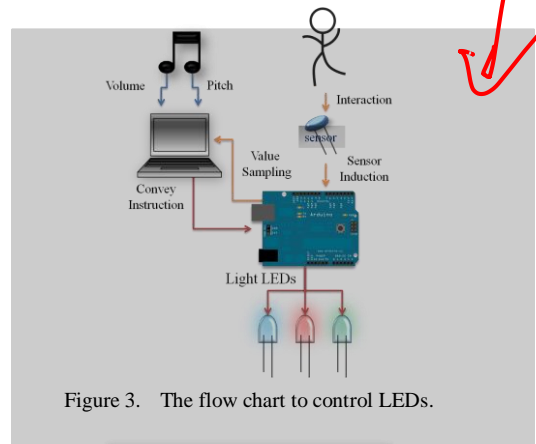 Volume
Pitch
Interaction
sensor
Value
Sampling
Sensor
Induction
Convey
Instruction
Arduino
Light LEDs
Figure 3. The flow chart to control LEDs.